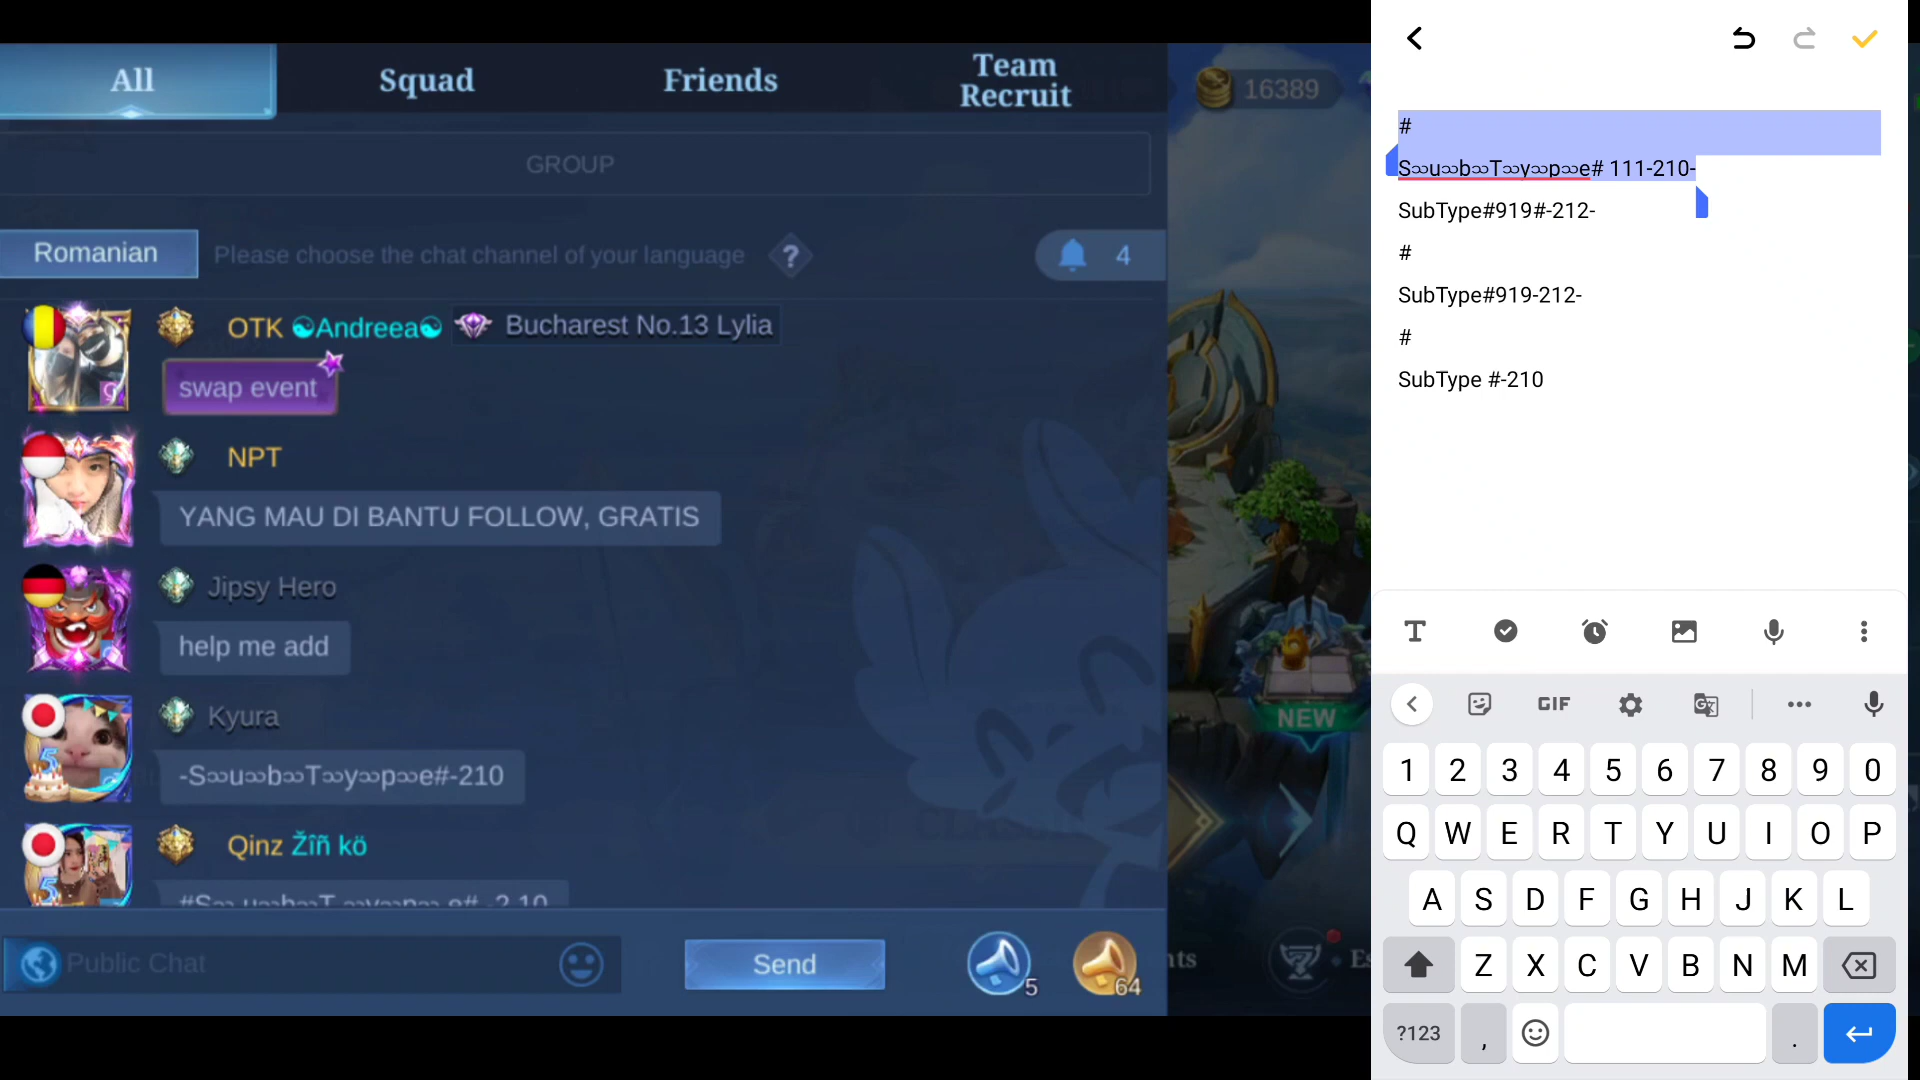 All
Squad
Friends
Team
Recruit
16389
GROUP
Romanian
Please choose the chat channel of your language
?
4
OTK ☯Andreea☯
Bucharest No.13 Lylia
swap event
NPT
YANG MAU DI BANTU FOLLOW, GRATIS
Jipsy Hero
help me add
Kyura
-SᯓuᯓbᯓTᯓyᯓpᯓe#-210
Qinz Žîñ kö
NEW
Public Chat
Send
5
64
#
SᯓuᯓbᯓTᯓyᯓpᯓe# 111-210-
SubType#919#-212-
#
SubType#919-212-
#
SubType #-210
T
GIF
1 2 3 4 5 6 7 8 9 0
Q W E R T Y U I O P
A S D F G H J K L
Z X C V B N M
?123 , .